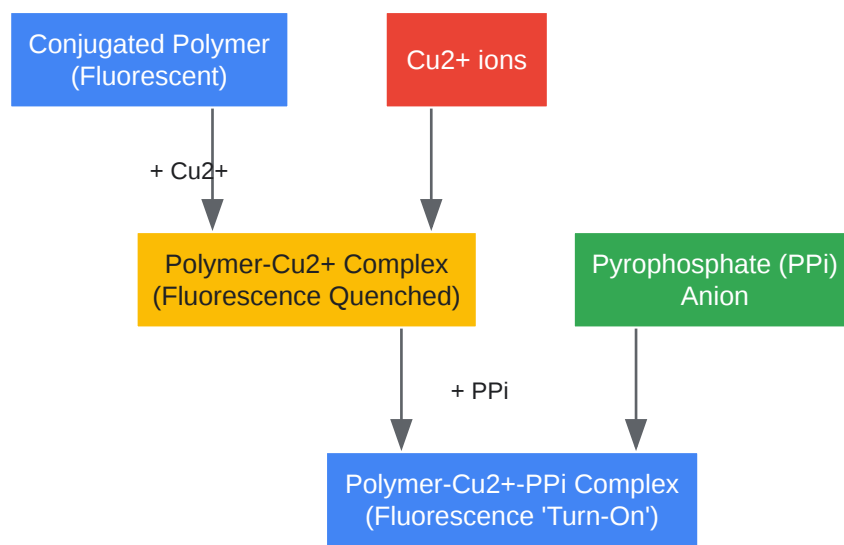 Conjugated Polymer
(Fluorescent)
Cu2+ ions
+ Cu2+
Polymer-Cu2+ Complex
(Fluorescence Quenched)
Pyrophosphate (PPi)
Anion
+ PPi
Polymer-Cu2+-PPi Complex
(Fluorescence 'Turn-On')